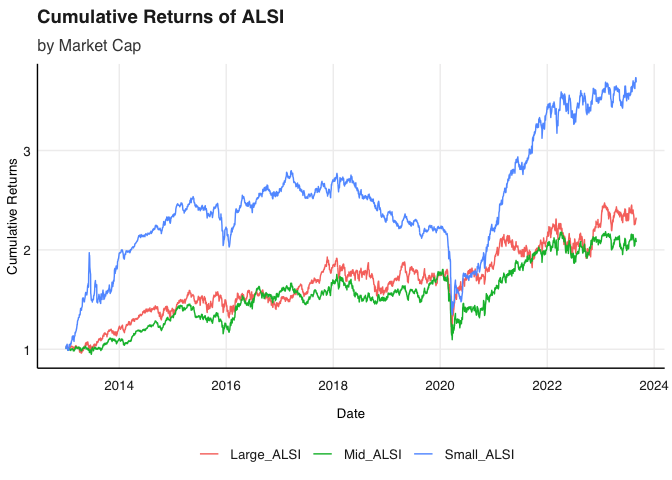 Cumulative Returns of ALSI
by Market Cap
Cumulative Returns
3
2
1
2014 2016 2018 2020 2022 2024
Date
Large_ALSI Mid_ALSI Small_ALSI